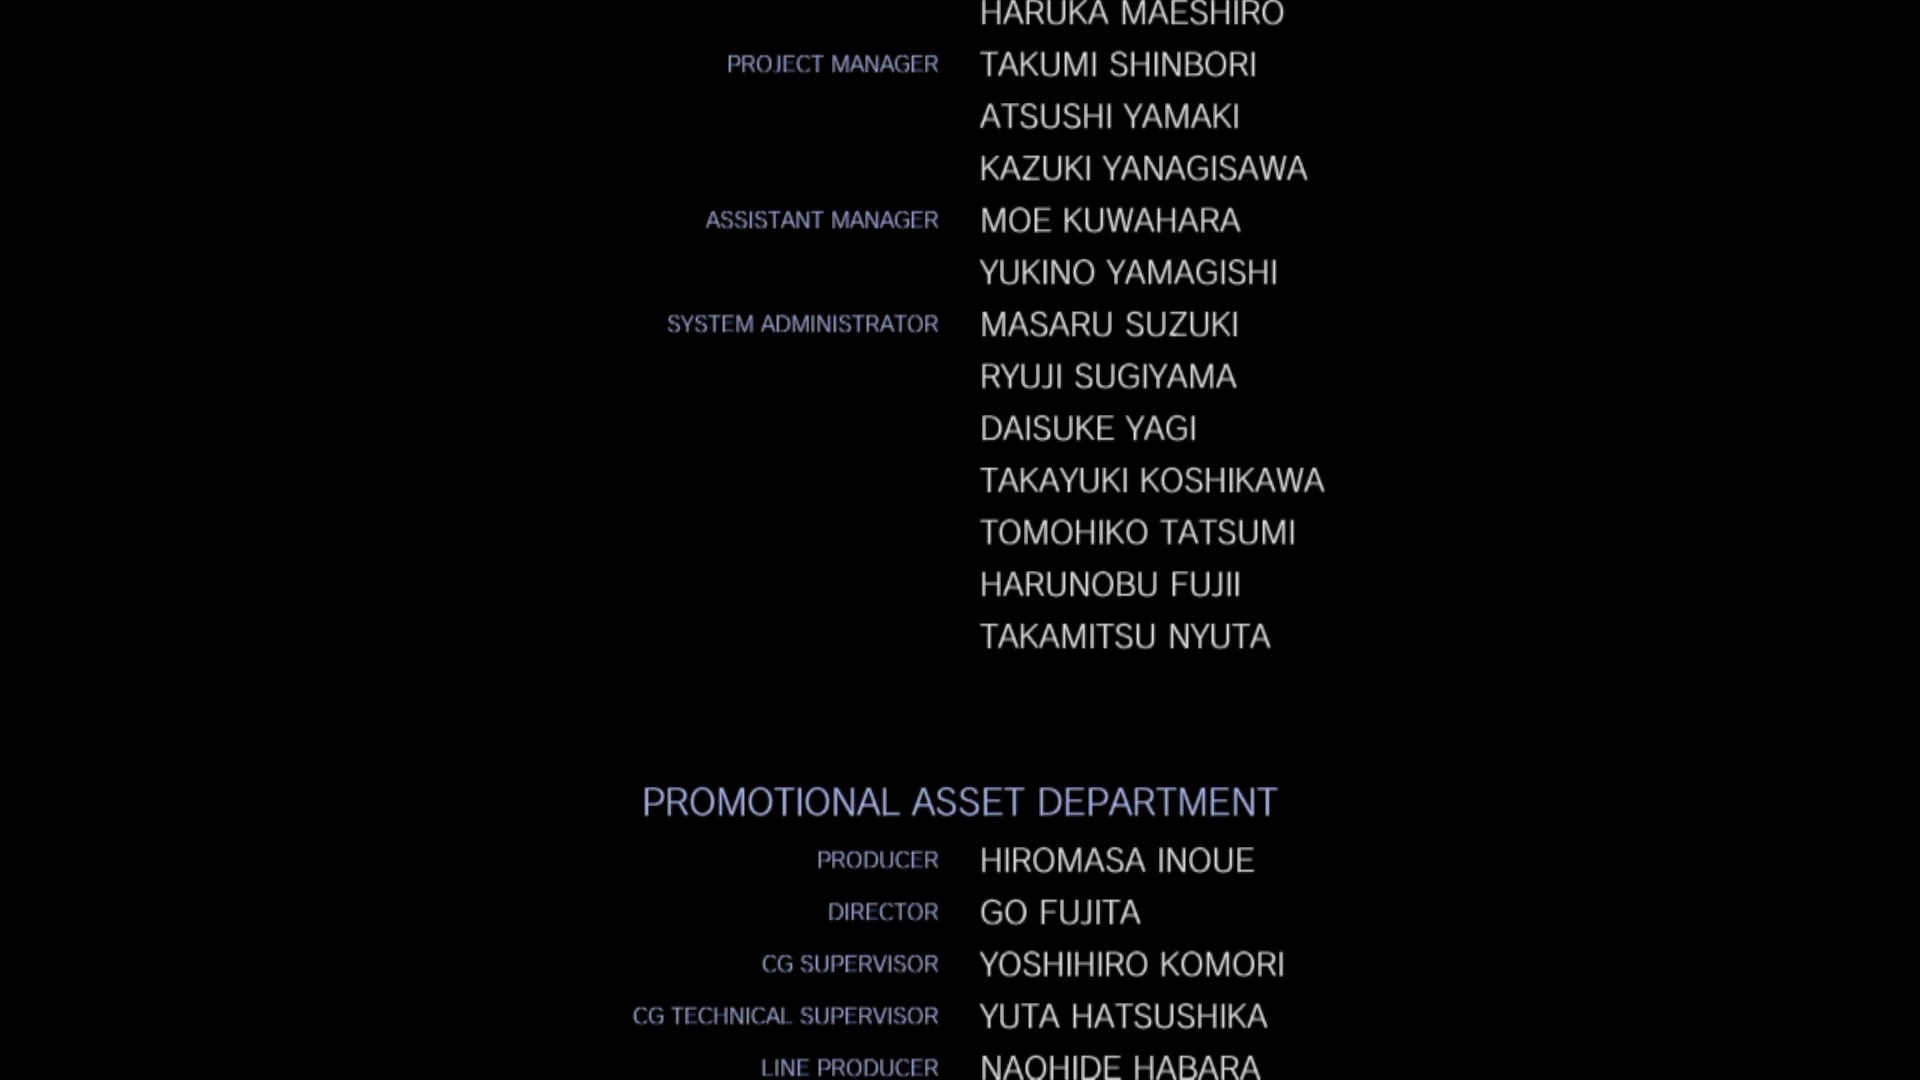 HARUKA MAESHIRO
PROJECT MANAGER TAKUMI SHINBORI
ATSUSHI YAMAKI
KAZUKI YANAGISAWA
ASSISTANT MANAGER MOE KUWAHARA
YUKINO YAMAGISHI
SYSTEM ADMINISTRATOR MASARU SUZUKI
RYUJI SUGIYAMA
DAISUKE YAGI
TAKAYUKI KOSHIKAWA
TOMOHIKO TATSUMI
HARUNOBU FUJII
TAKAMITSU NYUTA
PROMOTIONAL ASSET DEPARTMENT
PRODUCER HIROMASA INOUE
DIRECTOR GO FUJITA
CG SUPERVISOR YOSHIHIRO KOMORI
CG TECHNICAL SUPERVISOR YUTA HATSUSHIKA
LINE PRODUCER NAOHIDE HABARA